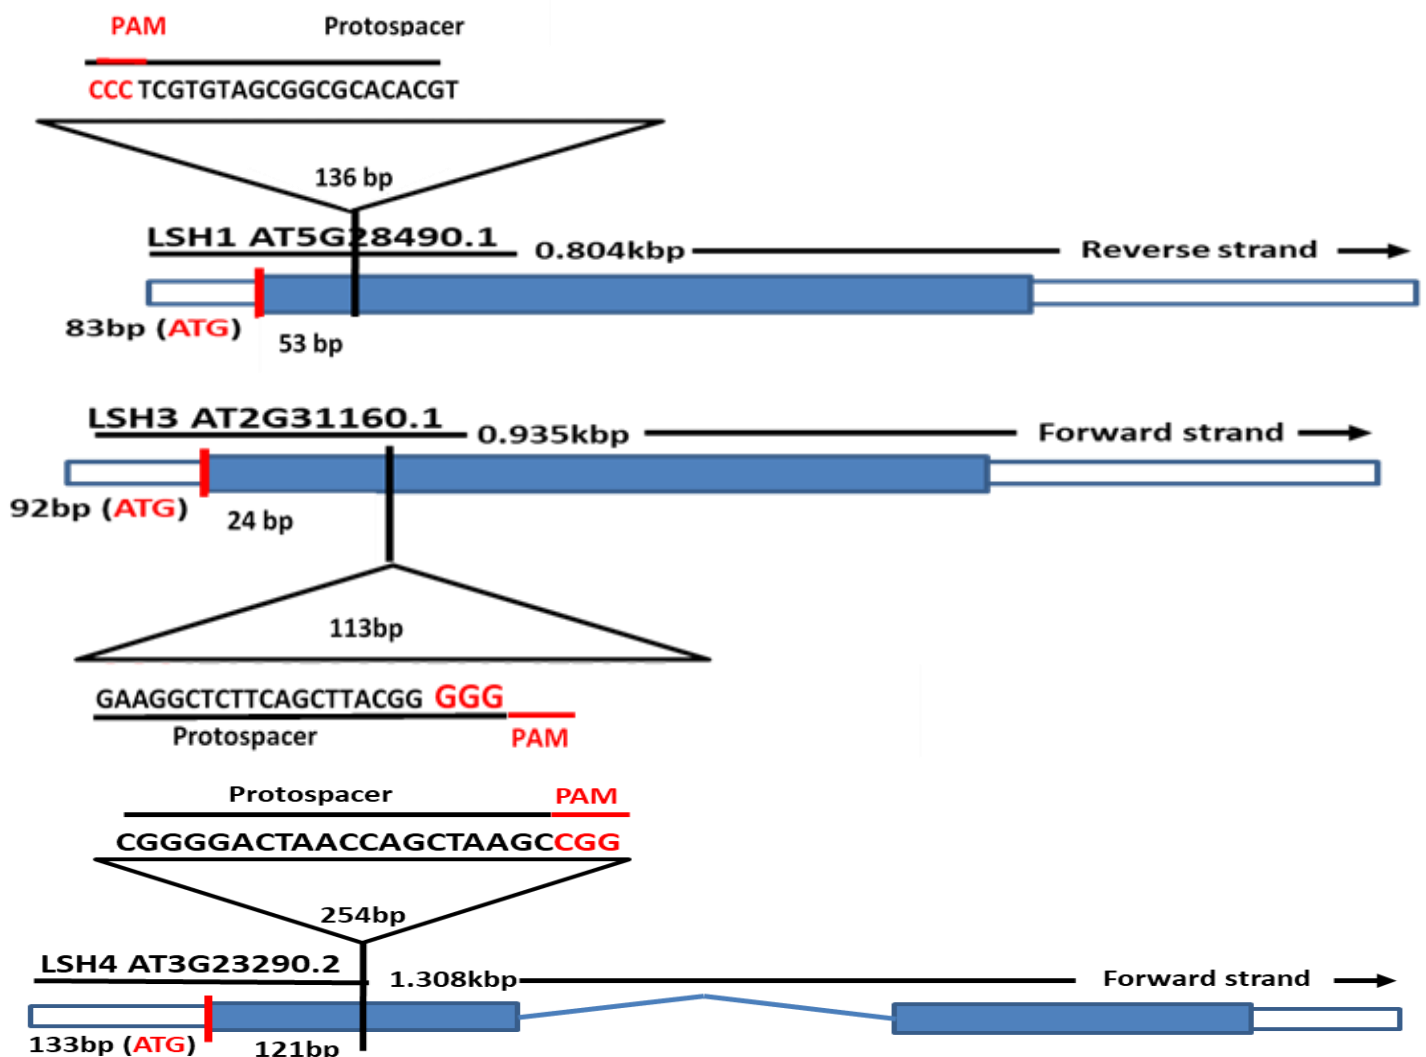 PAM Protospacer
CCC TCGTGTAGCGGCGCACACGT
136 bp
LSH1 AT5G28490.1 0.804kbp Reverse strand
83bp (ATG)
53 bp
LSH3 AT2G31160.1 0.935kbp Forward strand
92bp (ATG)
24 bp
113bp
GAAGGCTCTTCAGCTTACGG GGG
Protospacer PAM
Protospacer PAM
CGGGGACTAACCAGCTAAGCCGG
254bp
LSH4 AT3G23290.2 1.308kbp Forward strand
133bp (ATG) 121bp